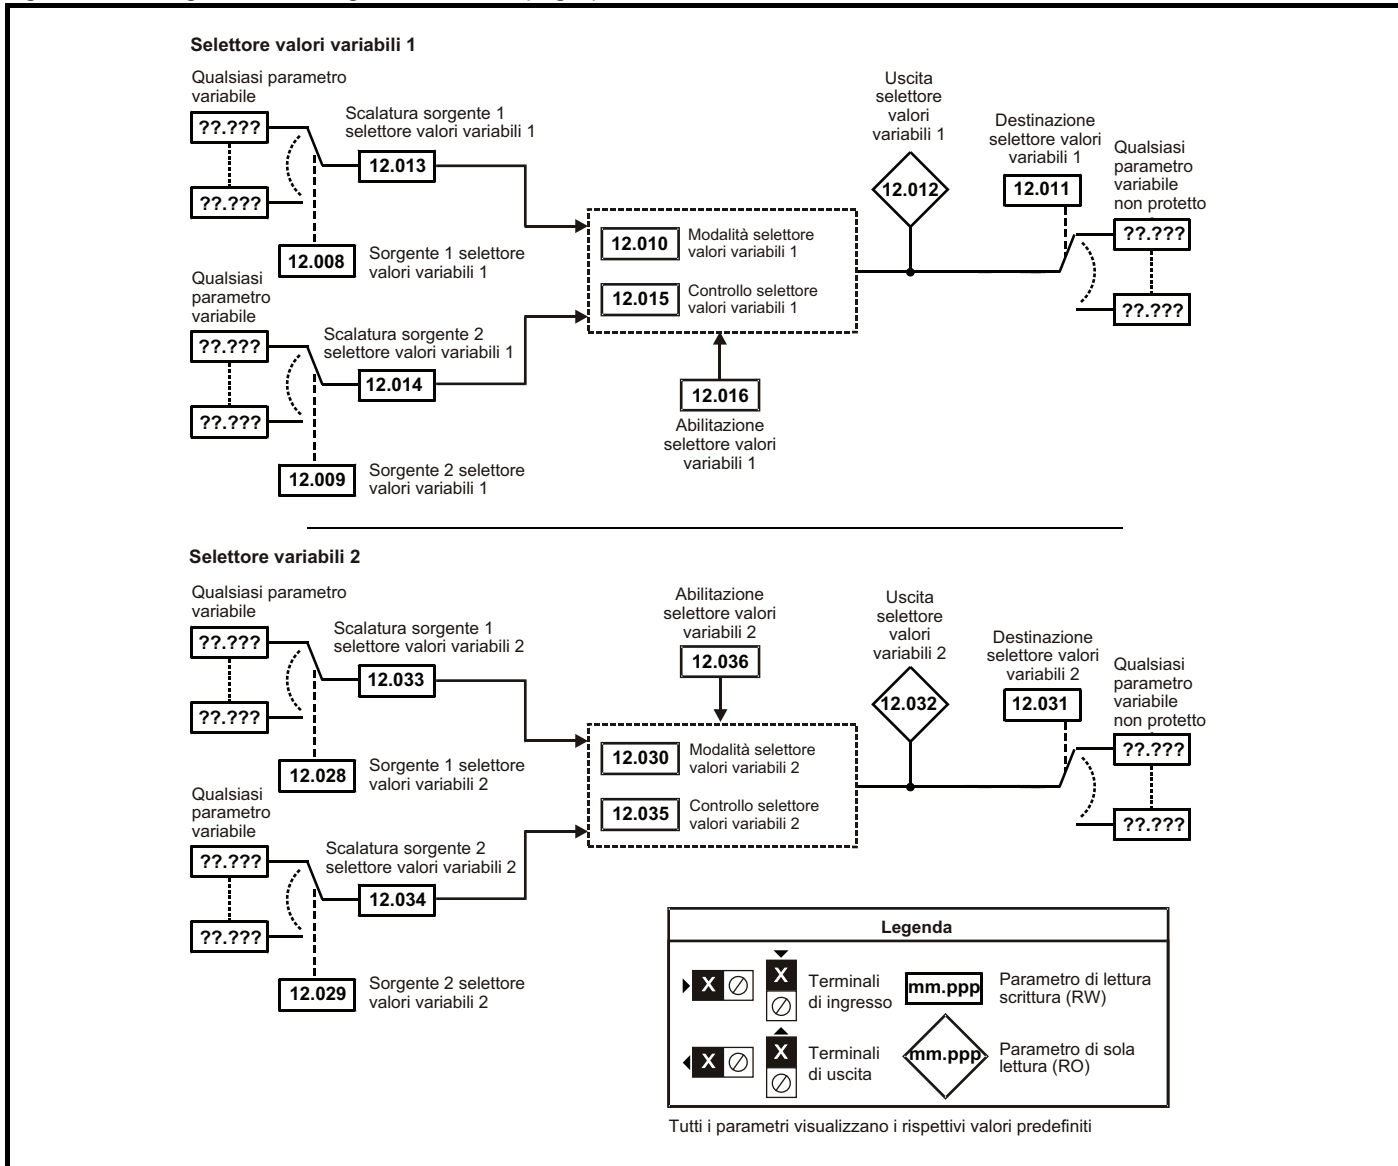 Selettore valori variabili 1
Qualsiasi parametro
variabile
??.???
??.???
Scalatura sorgente 1
selettore valori variabili 1
12.013
12.008
Sorgente 1 selettore
valori variabili 1
Qualsiasi
parametro
variabile
??.???
??.???
Scalatura sorgente 2
selettore valori variabili 1
12.014
12.009
Sorgente 2 selettore
valori variabili 1
12.010
Modalità selettore
valori variabili 1
12.015
Controllo selettore
valori variabili 1
12.016
Abilitazione
selettore valori
variabili 1
Uscita
selettore
valori
variabili 1
12.012
Destinazione
selettore valori
variabili 1
12.011
Qualsiasi
parametro
variabile
non protetto
??.???
??.???
Selettore variabili 2
Qualsiasi parametro
variabile
??.???
??.???
Scalatura sorgente 1
selettore valori variabili 2
12.033
12.028
Sorgente 1 selettore
valori variabili 2
Qualsiasi
parametro
variabile
??.???
??.???
Scalatura sorgente 2
selettore valori variabili 2
12.034
12.029
Sorgente 2 selettore
valori variabili 2
Abilitazione
selettore valori
variabili 2
12.036
12.030
Modalità selettore
valori variabili 2
12.035
Controllo selettore
valori variabili 2
Uscita
selettore
valori
variabili 2
12.032
Destinazione
selettore valori
variabili 2
12.031
Qualsiasi
parametro
variabile
non protetto
??.???
??.???
Legenda
X
X
Terminali
di ingresso
mm.ppp
Parametro di lettura
scrittura (RW)
X
X
Terminali
di uscita
mm.ppp
Parametro di sola
lettura (RO)
Tutti i parametri visualizzano i rispettivi valori predefiniti